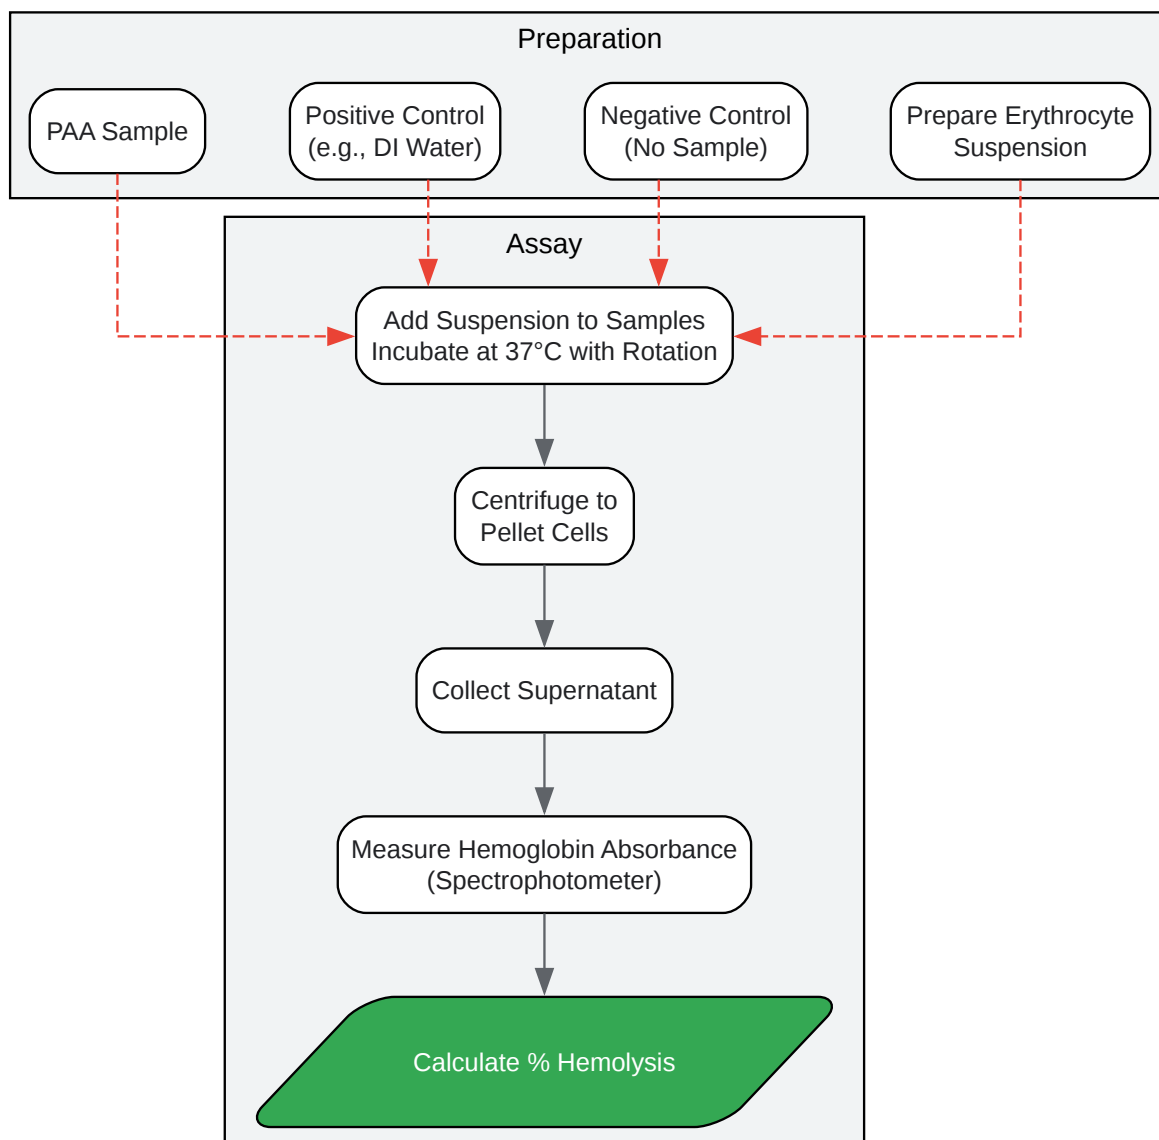 Preparation
PAA Sample
Positive Control
(e.g., DI Water)
Negative Control
(No Sample)
Prepare Erythrocyte
Suspension
Assay
Add Suspension to Samples
Incubate at 37°C with Rotation
Centrifuge to
Pellet Cells
Collect Supernatant
Measure Hemoglobin Absorbance
(Spectrophotometer)
Calculate % Hemolysis